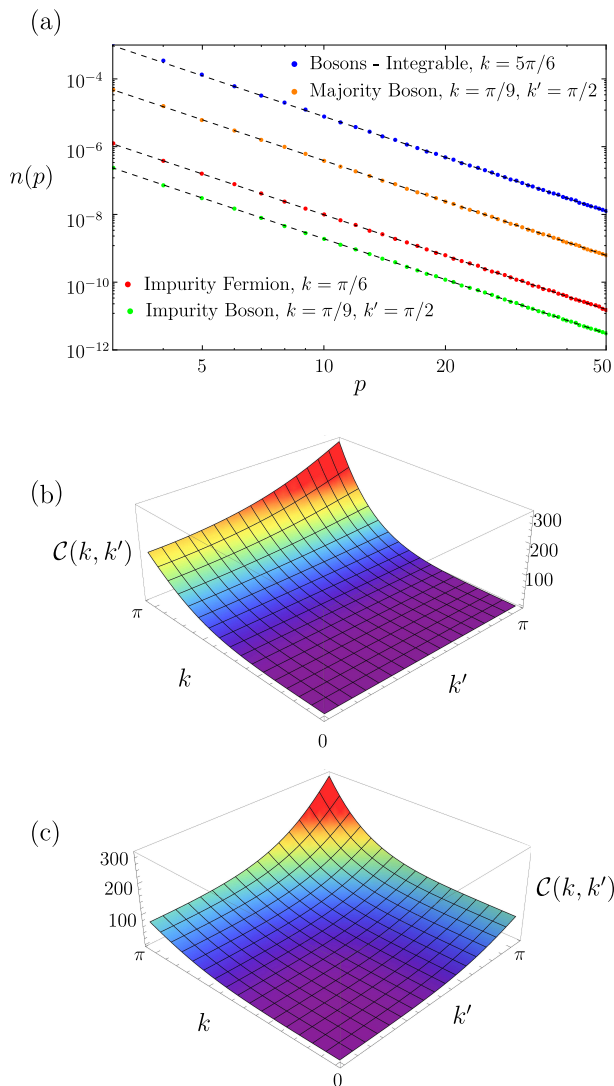 (a)
10⁻⁴
10⁻⁶
10⁻⁸
10⁻¹⁰
10⁻¹²
n(p)
Bosons - Integrable, k = 5π/6
Majority Boson, k = π/9, k′ = π/2
Impurity Fermion, k = π/6
Impurity Boson, k = π/9, k′ = π/2
5 10 20 50
p
(b)
C(k, k′)
300
200
100
π
π
k
k′
0
(c)
300
200
100
C(k, k′)
π
π
k
k′
0